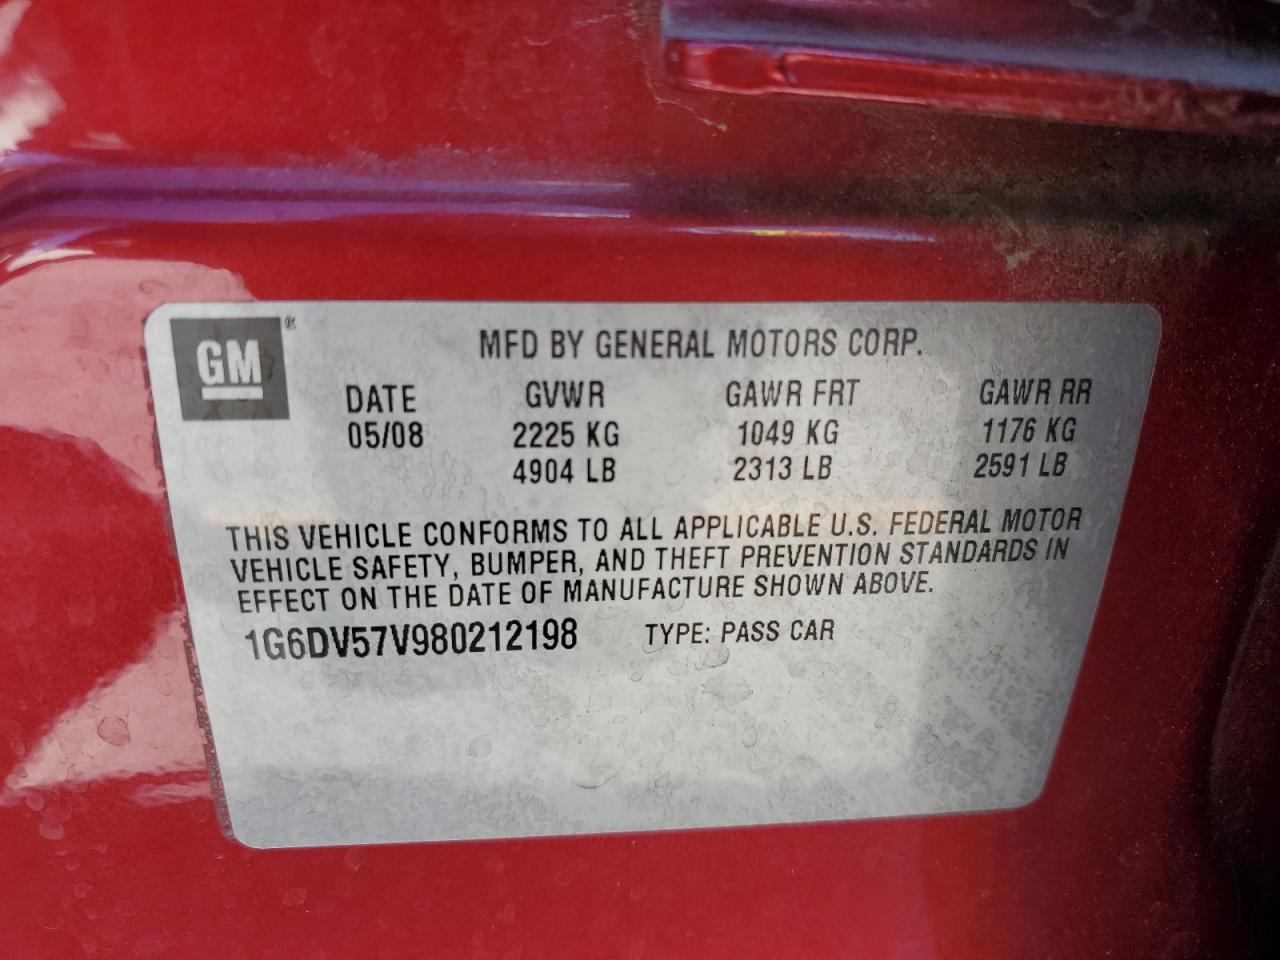 GM®
MFD BY GENERAL MOTORS CORP.
DATE GVWR GAWR FRT GAWR RR
05/08 2225 KG 1049 KG 1176 KG
4904 LB 2313 LB 2591 LB
THIS VEHICLE CONFORMS TO ALL APPLICABLE U.S. FEDERAL MOTOR
VEHICLE SAFETY, BUMPER, AND THEFT PREVENTION STANDARDS IN
EFFECT ON THE DATE OF MANUFACTURE SHOWN ABOVE.
1G6DV57V980212198 TYPE: PASS CAR